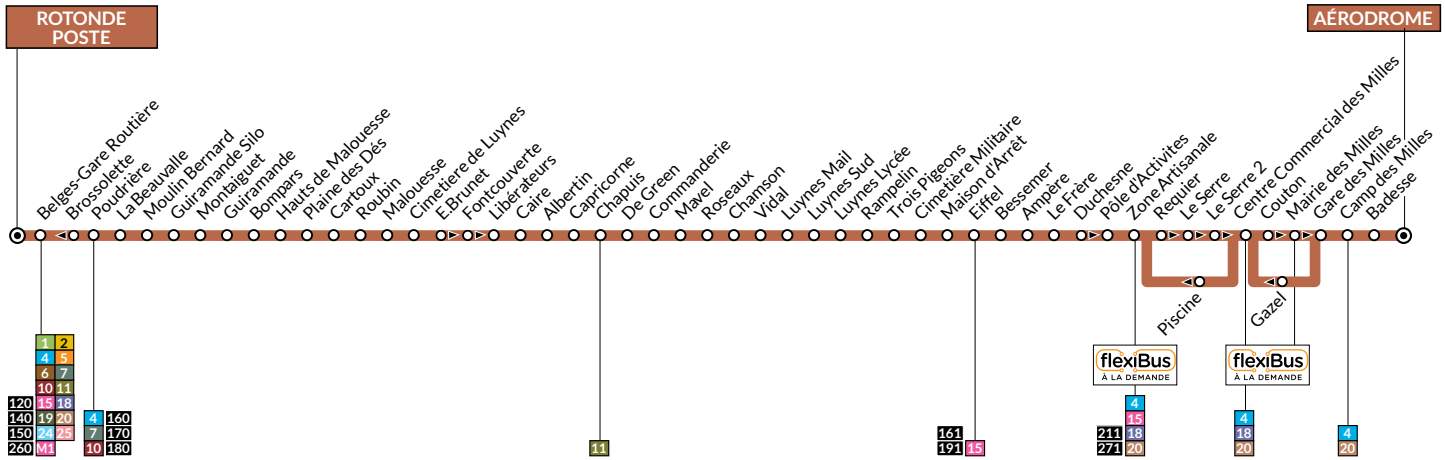 ROTONDE
POSTE
AÉRODROME
Belges-Gare Routière
Brossolette
Poudrière
La Beauvalle
Moulin Bernard
Guiramande Silo
Montaiguet
Guiramande
Bompars
Hauts de Malouesse
Plaine des Dés
Cartoux
Roubin
Malouesse
Cimetiere de Luynes
E.Brunet
Fontcouverte
Libérateurs
Caire
Albertin
Capricorne
Chapuis
De Green
Commanderie
Mavel
Roseaux
Chamson
Vidal
Luynes Mail
Luynes Sud
Luynes Lycée
Rampelin
Trois Pigeons
Cimetière Militaire
Maison d'Arrêt
Eiffel
Bessemer
Ampère
Le Frère
Duchesne
Pôle d'Activites
Zone Artisanale
Requier
Le Serre
Le Serre 2
Centre Commercial des Milles
Couton
Mairie des Milles
Gare des Milles
Camp des Milles
Badesse
Piscine
Gazel
1 2
4 5
6 7
10 11
120 15 18
140 19 20
150 24 25
260 M1
4 160
7 170
10 180
11
161
191 15
flexiBus
À LA DEMANDE
4
15
211 18
271 20
flexiBus
À LA DEMANDE
4
18
20
4
20